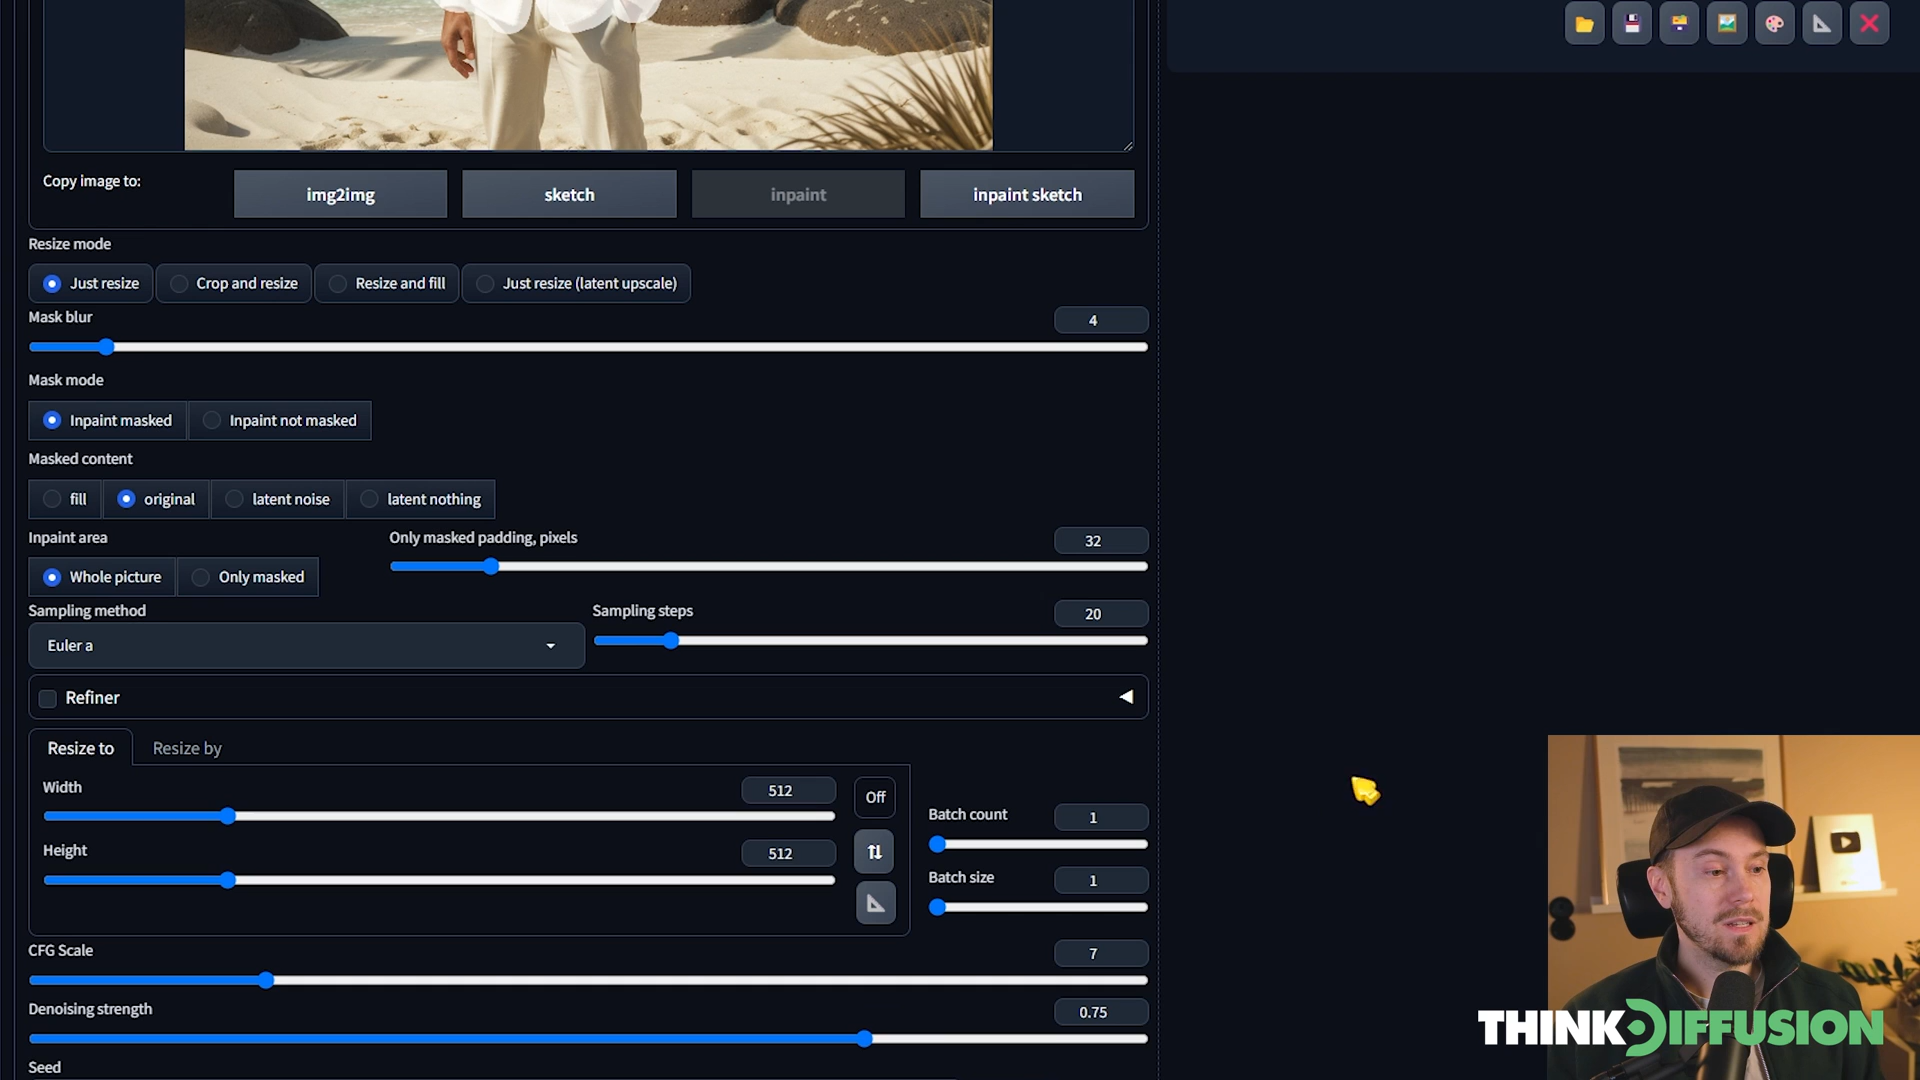 Copy image to:
img2img
sketch
inpaint
inpaint sketch
Resize mode
Just resize
Crop and resize
Resize and fill
Just resize (latent upscale)
Mask blur
4
Mask mode
Inpaint masked
Inpaint not masked
Masked content
fill
original
latent noise
latent nothing
Inpaint area
Only masked padding, pixels
32
Whole picture
Only masked
Sampling method
Sampling steps
20
Euler a
Refiner
Resize to
Resize by
Width
512
Off
Height
512
Batch count
1
Batch size
1
CFG Scale
7
Denoising strength
0.75
Seed
THINKDIFFUSION